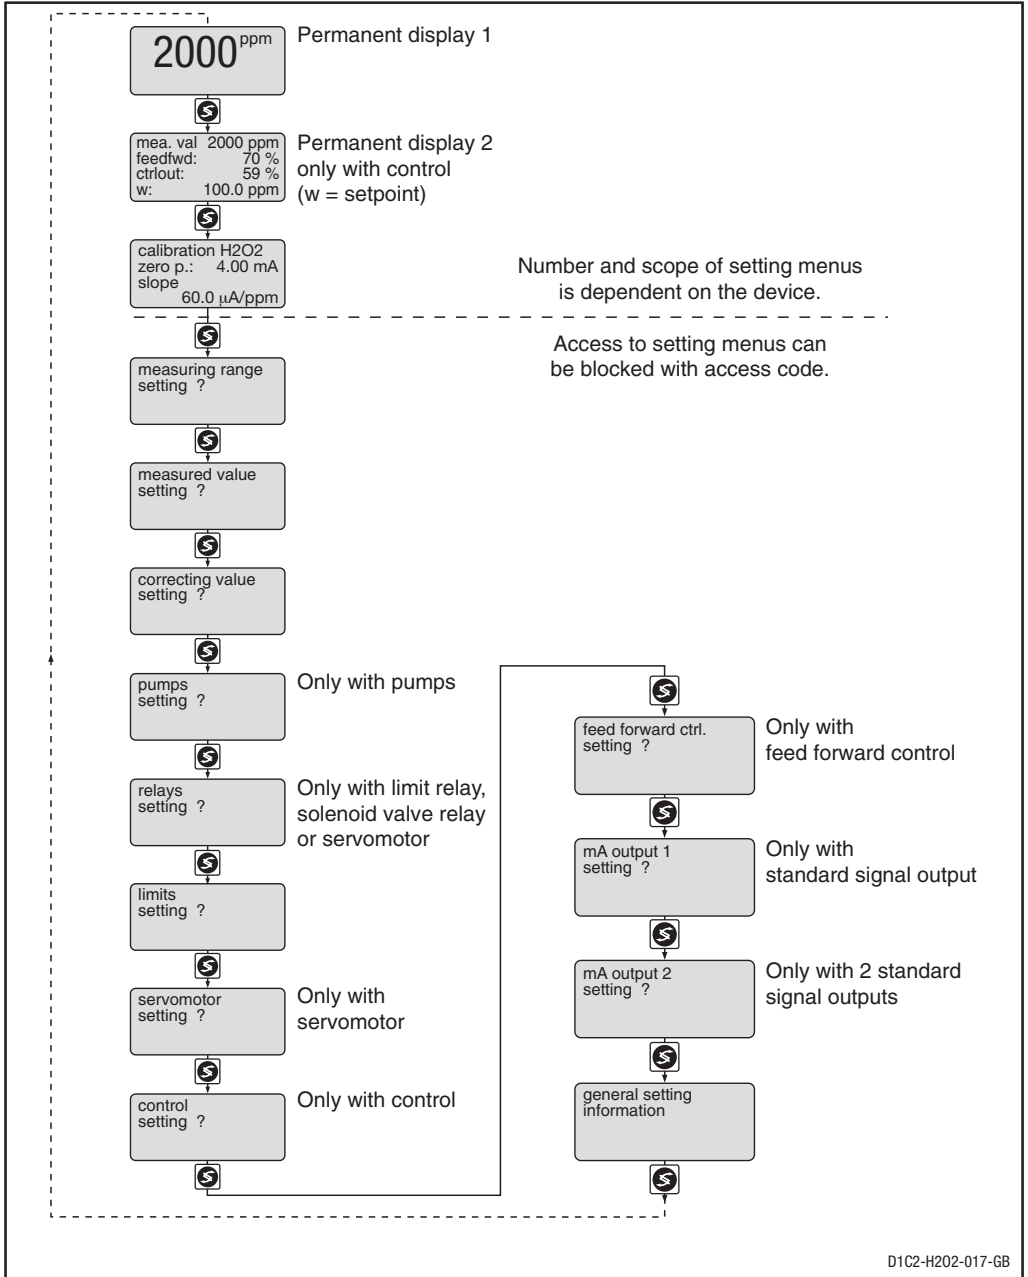 2000 ppm
Permanent display 1
mea. val 2000 ppm
feedfwd: 70 %
ctrlout: 59 %
w: 100.0 ppm
Permanent display 2
only with control
(w = setpoint)
calibration H2O2
zero p.: 4.00 mA
slope
60.0 µA/ppm
Number and scope of setting menus
is dependent on the device.
Access to setting menus can
be blocked with access code.
measuring range
setting ?
measured value
setting ?
correcting value
setting ?
pumps
setting ?
Only with pumps
relays
setting ?
Only with limit relay,
solenoid valve relay
or servomotor
limits
setting ?
servomotor
setting ?
Only with
servomotor
control
setting ?
Only with control
feed forward ctrl.
setting ?
Only with
feed forward control
mA output 1
setting ?
Only with
standard signal output
mA output 2
setting ?
Only with 2 standard
signal outputs
general setting
information
D1C2-H2O2-017-GB